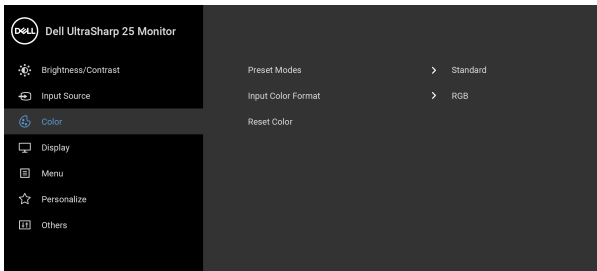 DELL Dell UltraSharp 25 Monitor
Brightness/Contrast
Input Source
Color
Display
Menu
Personalize
Others
Preset Modes > Standard
Input Color Format > RGB
Reset Color